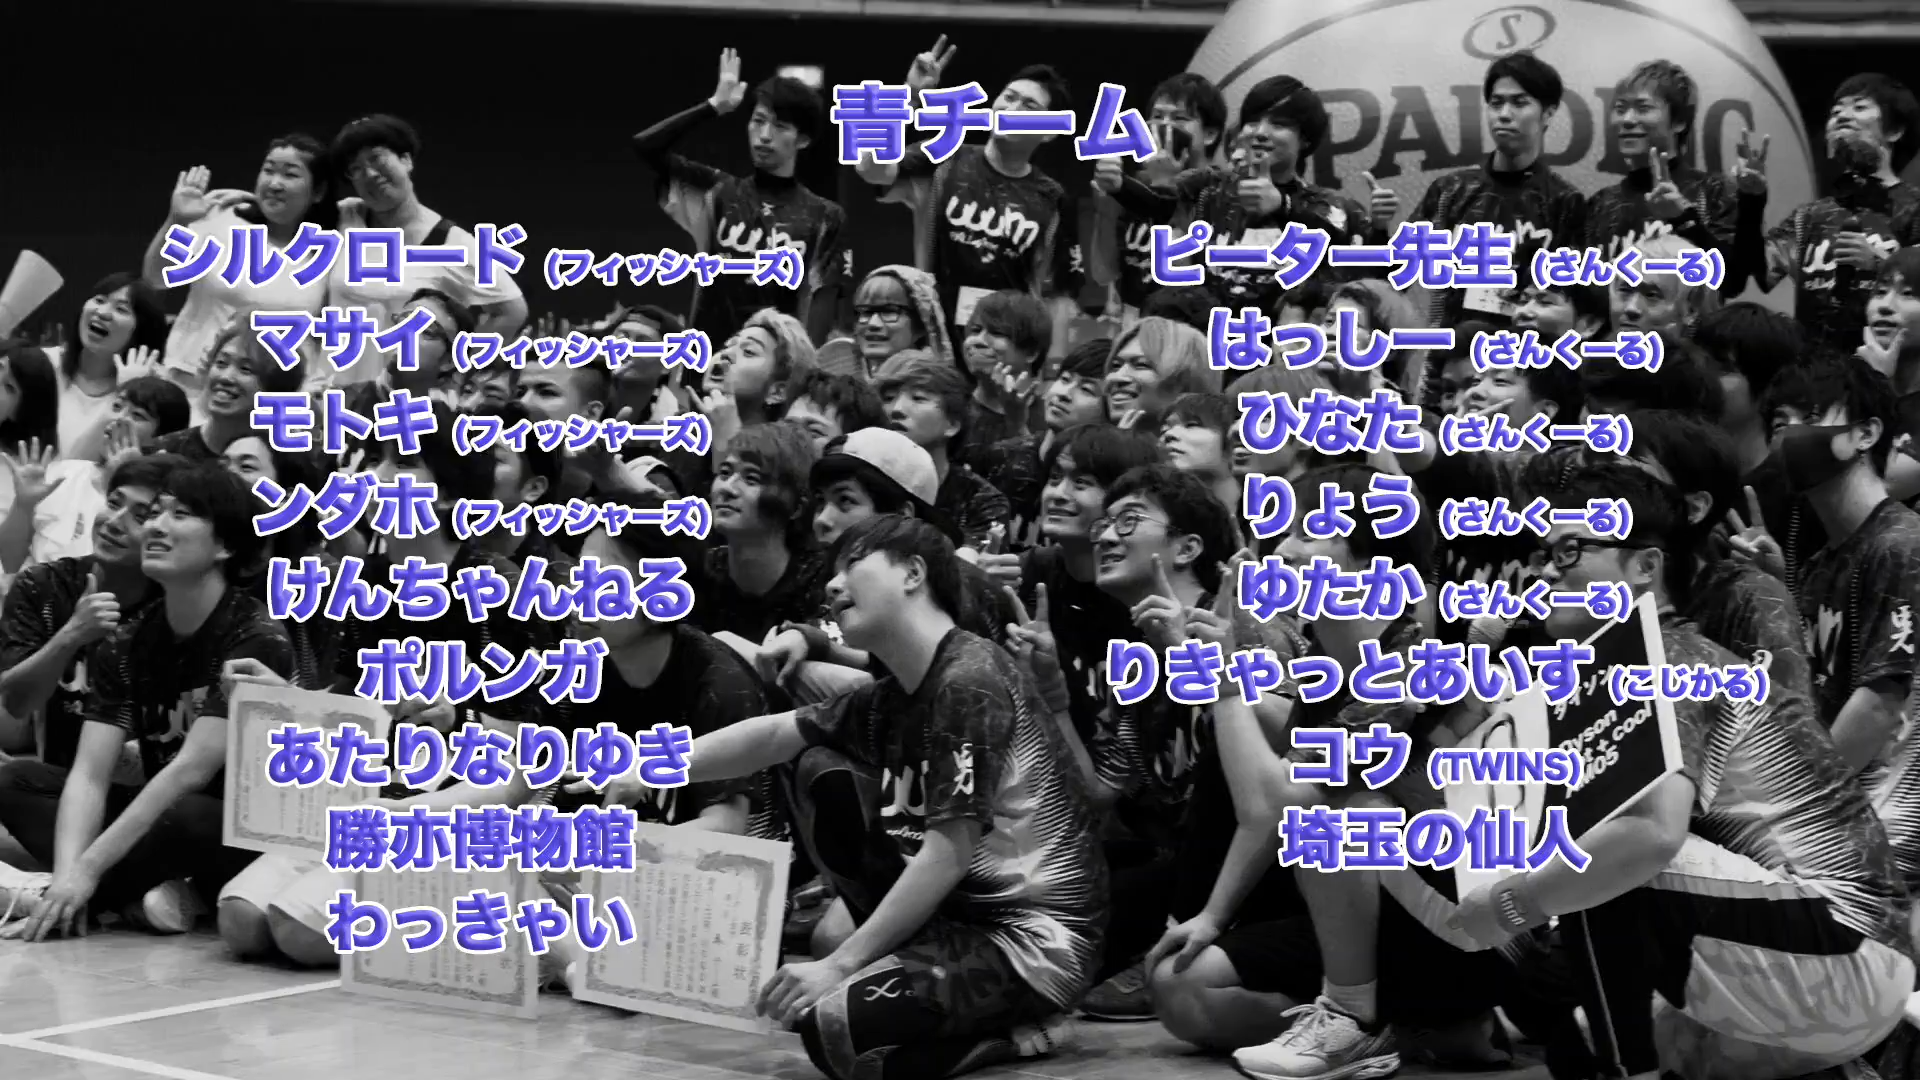 青チーム
シルクロード (フィッシャーズ)
マサイ (フィッシャーズ)
モトキ (フィッシャーズ)
ンダホ (フィッシャーズ)
けんちゃんねる
ポルンガ
あたりなりゆき
勝亦博物館
わっきゃい
ピーター先生 (さんくーる)
はっしー (さんくーる)
ひなた (さんくーる)
りょう (さんくーる)
ゆたか (さんくーる)
りきゃっとあいす (こじかる)
コウ (TWINS)
埼玉の仙人
S
SPALDING
uuum
uuum
男
男